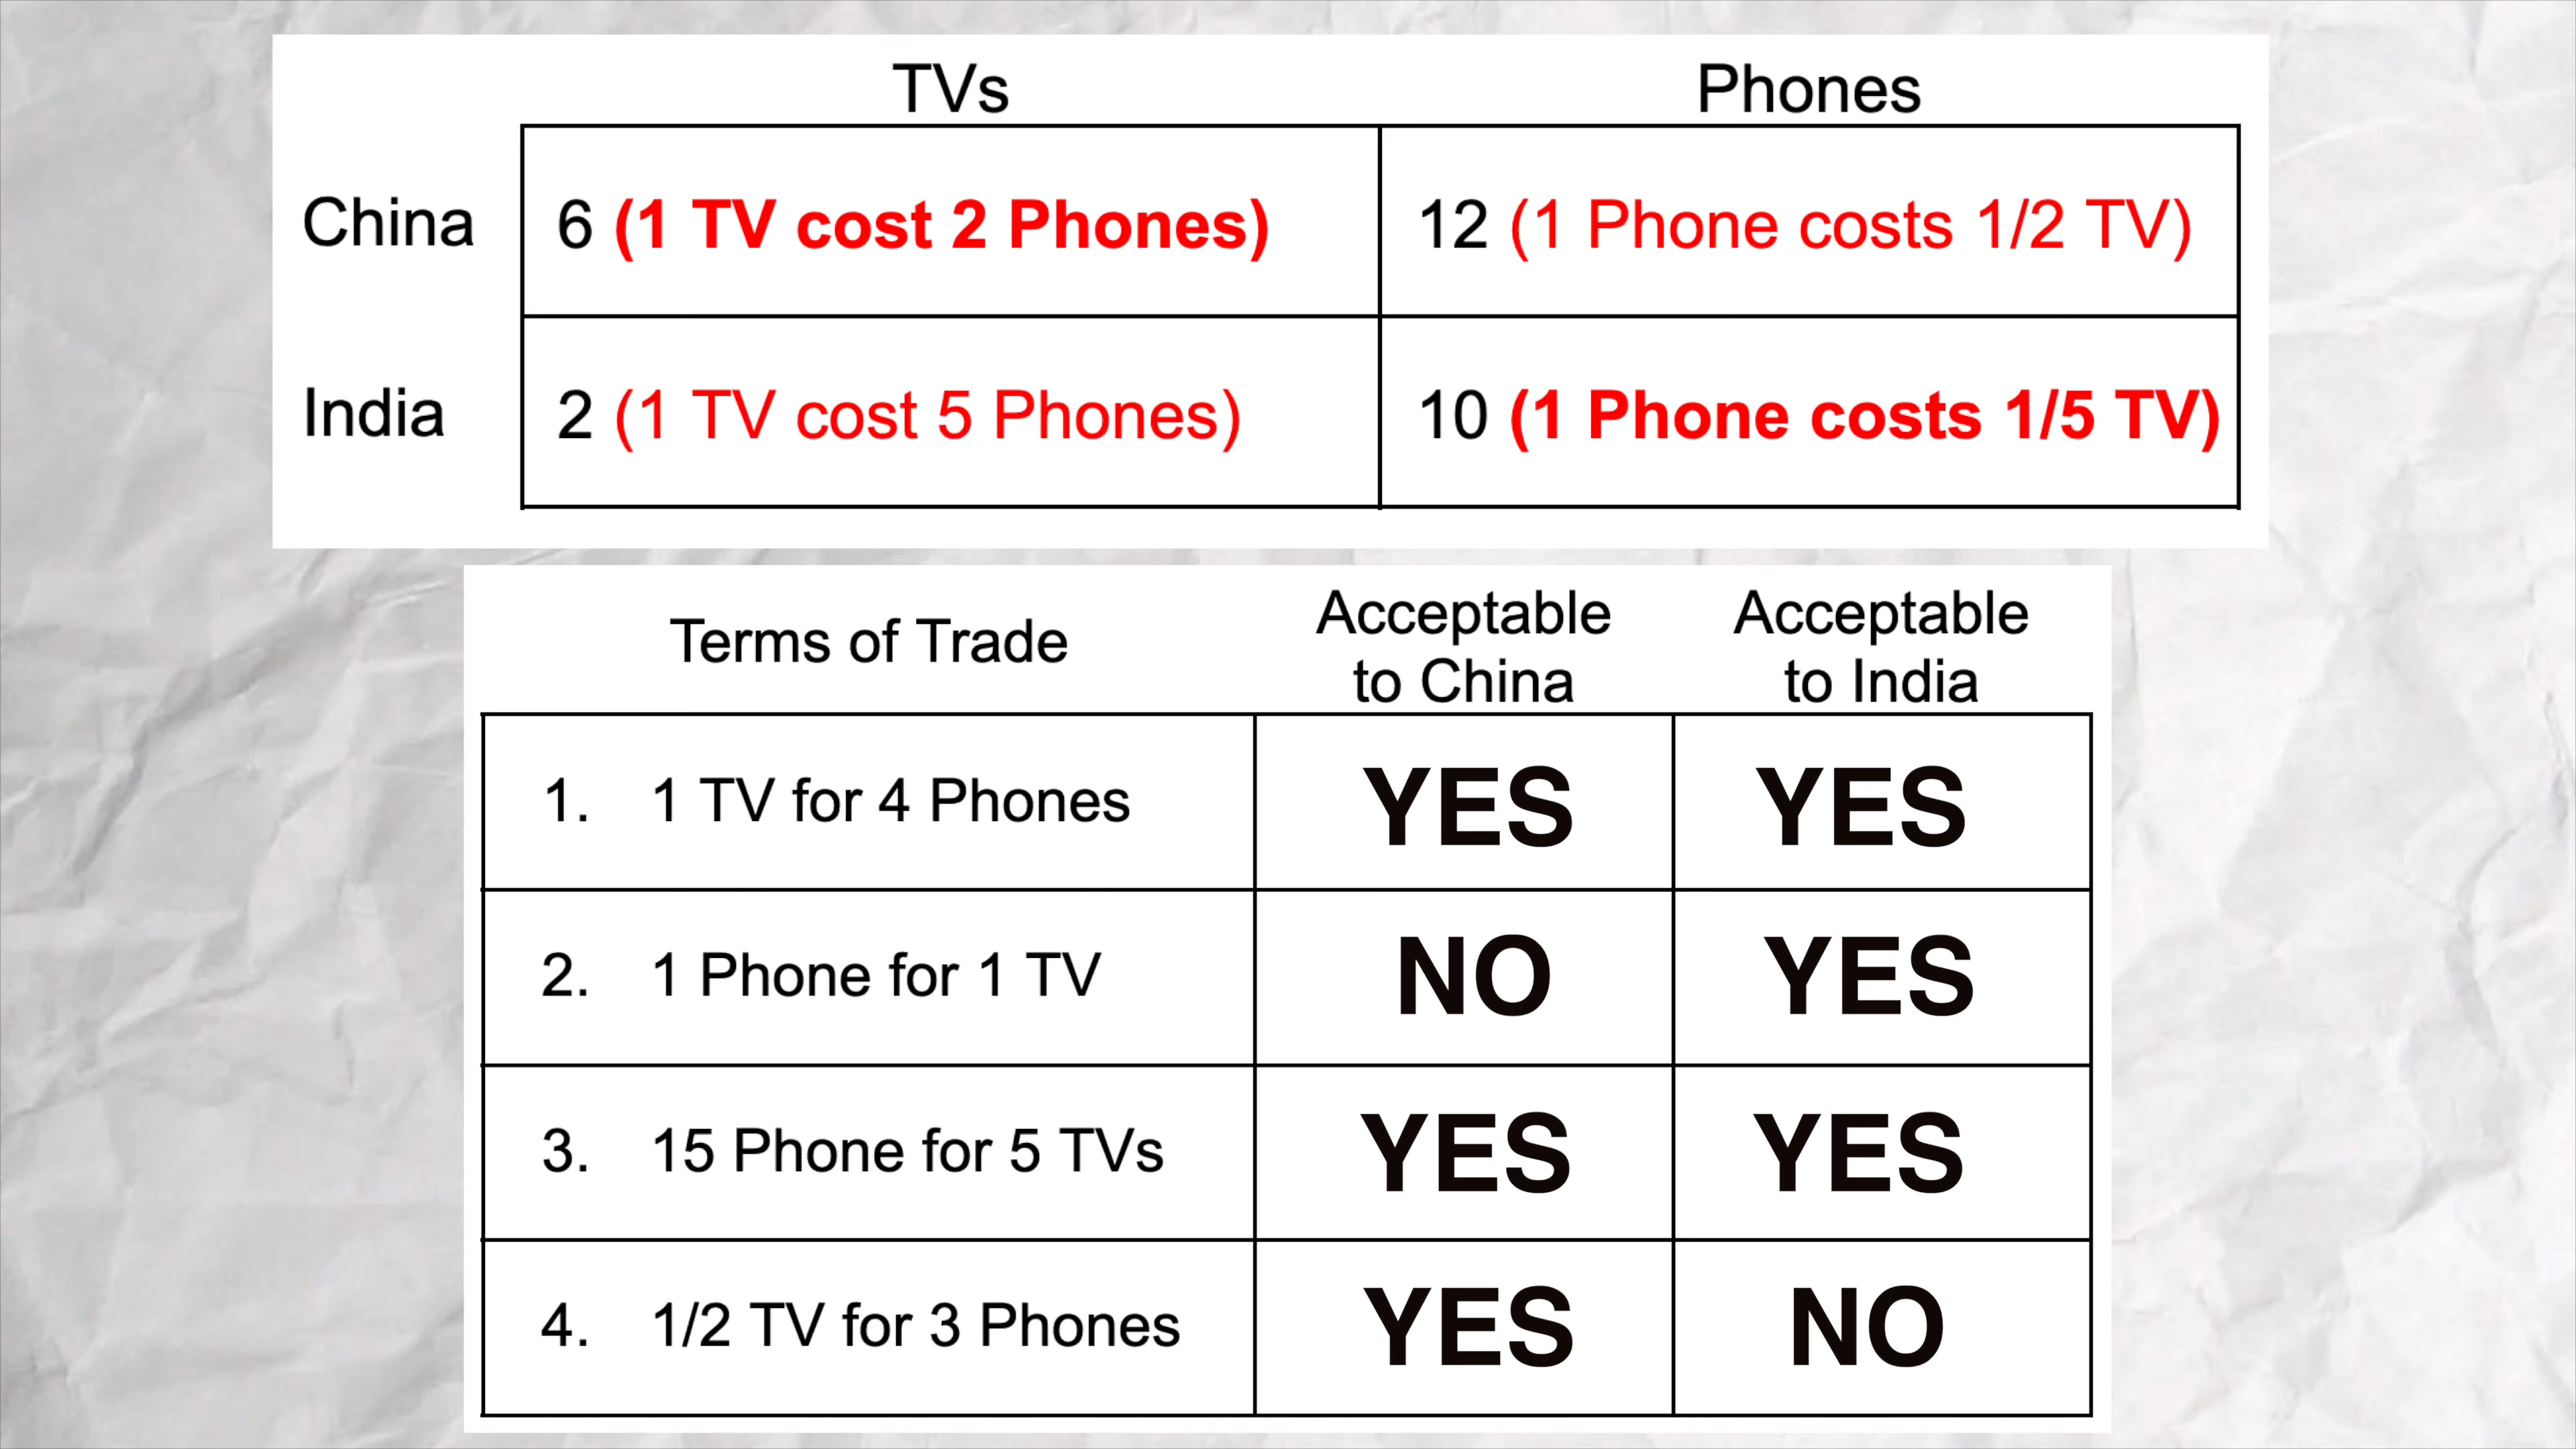 TVs Phones
China 6 (1 TV cost 2 Phones) 12 (1 Phone costs 1/2 TV)
India 2 (1 TV cost 5 Phones) 10 (1 Phone costs 1/5 TV)
Terms of Trade Acceptable to China Acceptable to India
1. 1 TV for 4 Phones YES YES
2. 1 Phone for 1 TV NO YES
3. 15 Phone for 5 TVs YES YES
4. 1/2 TV for 3 Phones YES NO